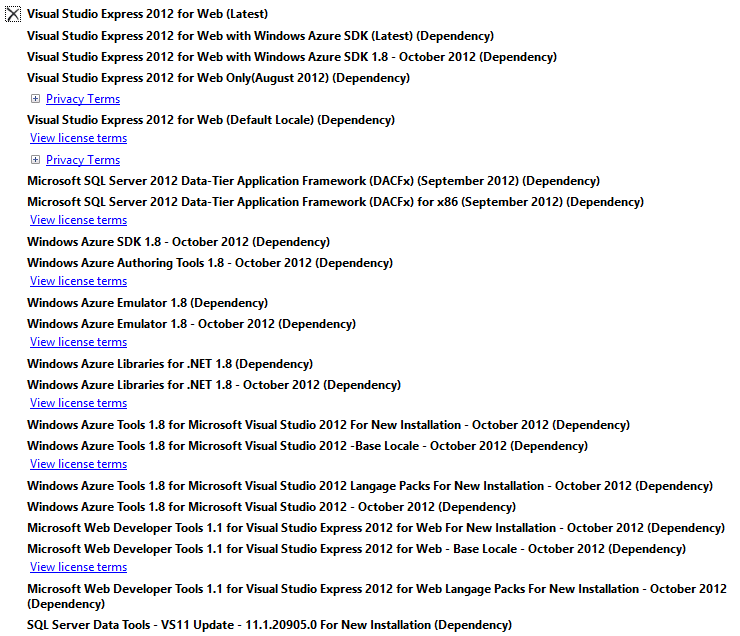 Visual Studio Express 2012 for Web (Latest)
Visual Studio Express 2012 for Web with Windows Azure SDK (Latest) (Dependency)
Visual Studio Express 2012 for Web with Windows Azure SDK 1.8 - October 2012 (Dependency)
Visual Studio Express 2012 for Web Only(August 2012) (Dependency)
Privacy Terms
Visual Studio Express 2012 for Web (Default Locale) (Dependency)
View license terms
Privacy Terms
Microsoft SQL Server 2012 Data-Tier Application Framework (DACFx) (September 2012) (Dependency)
Microsoft SQL Server 2012 Data-Tier Application Framework (DACFx) for x86 (September 2012) (Dependency)
View license terms
Windows Azure SDK 1.8 - October 2012 (Dependency)
Windows Azure Authoring Tools 1.8 - October 2012 (Dependency)
View license terms
Windows Azure Emulator 1.8 (Dependency)
Windows Azure Emulator 1.8 - October 2012 (Dependency)
View license terms
Windows Azure Libraries for .NET 1.8 (Dependency)
Windows Azure Libraries for .NET 1.8 - October 2012 (Dependency)
View license terms
Windows Azure Tools 1.8 for Microsoft Visual Studio 2012 For New Installation - October 2012 (Dependency)
Windows Azure Tools 1.8 for Microsoft Visual Studio 2012 -Base Locale - October 2012 (Dependency)
View license terms
Windows Azure Tools 1.8 for Microsoft Visual Studio 2012 Langage Packs For New Installation - October 2012 (Dependency)
Windows Azure Tools 1.8 for Microsoft Visual Studio 2012 - October 2012 (Dependency)
Microsoft Web Developer Tools 1.1 for Visual Studio Express 2012 for Web For New Installation - October 2012 (Dependency)
Microsoft Web Developer Tools 1.1 for Visual Studio Express 2012 for Web - Base Locale - October 2012 (Dependency)
View license terms
Microsoft Web Developer Tools 1.1 for Visual Studio Express 2012 for Web Langage Packs For New Installation - October 2012
(Dependency)
SQL Server Data Tools - VS11 Update - 11.1.20905.0 For New Installation (Dependency)